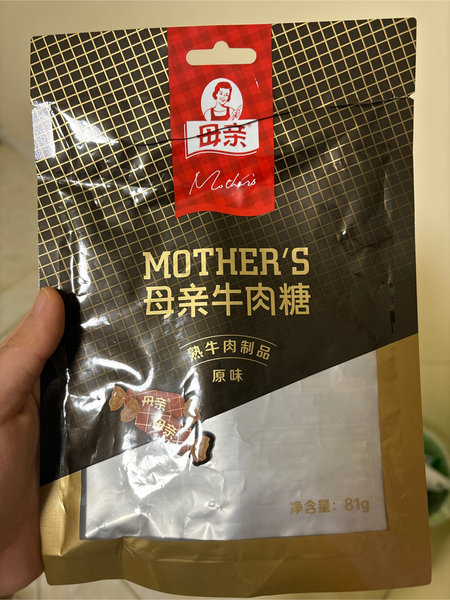 母亲
Mother's
MOTHER'S
母亲牛肉糖
熟牛肉制品
原味
母亲
母亲
净含量：81g